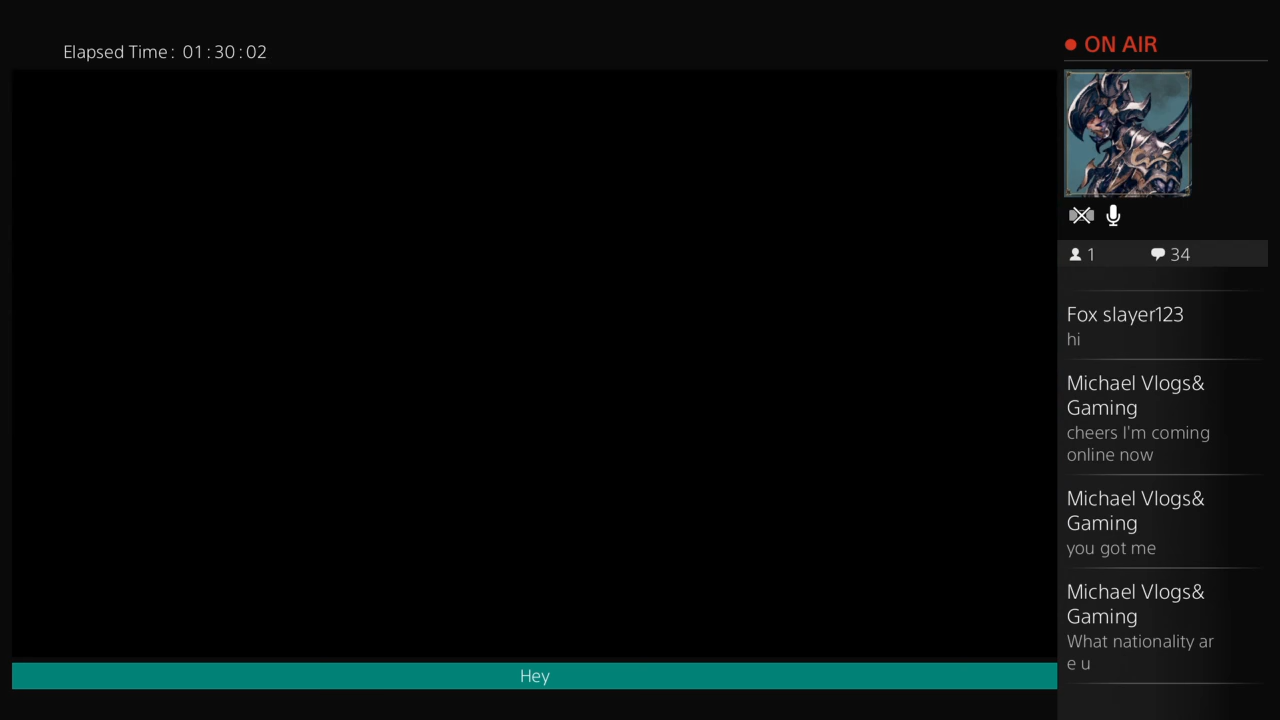 Elapsed Time: 01:30:02
ON AIR
1 34
Fox slayer123
hi
Michael Vlogs&
Gaming
cheers I'm coming
online now
Michael Vlogs&
Gaming
you got me
Michael Vlogs&
Gaming
What nationality ar
e u
Hey